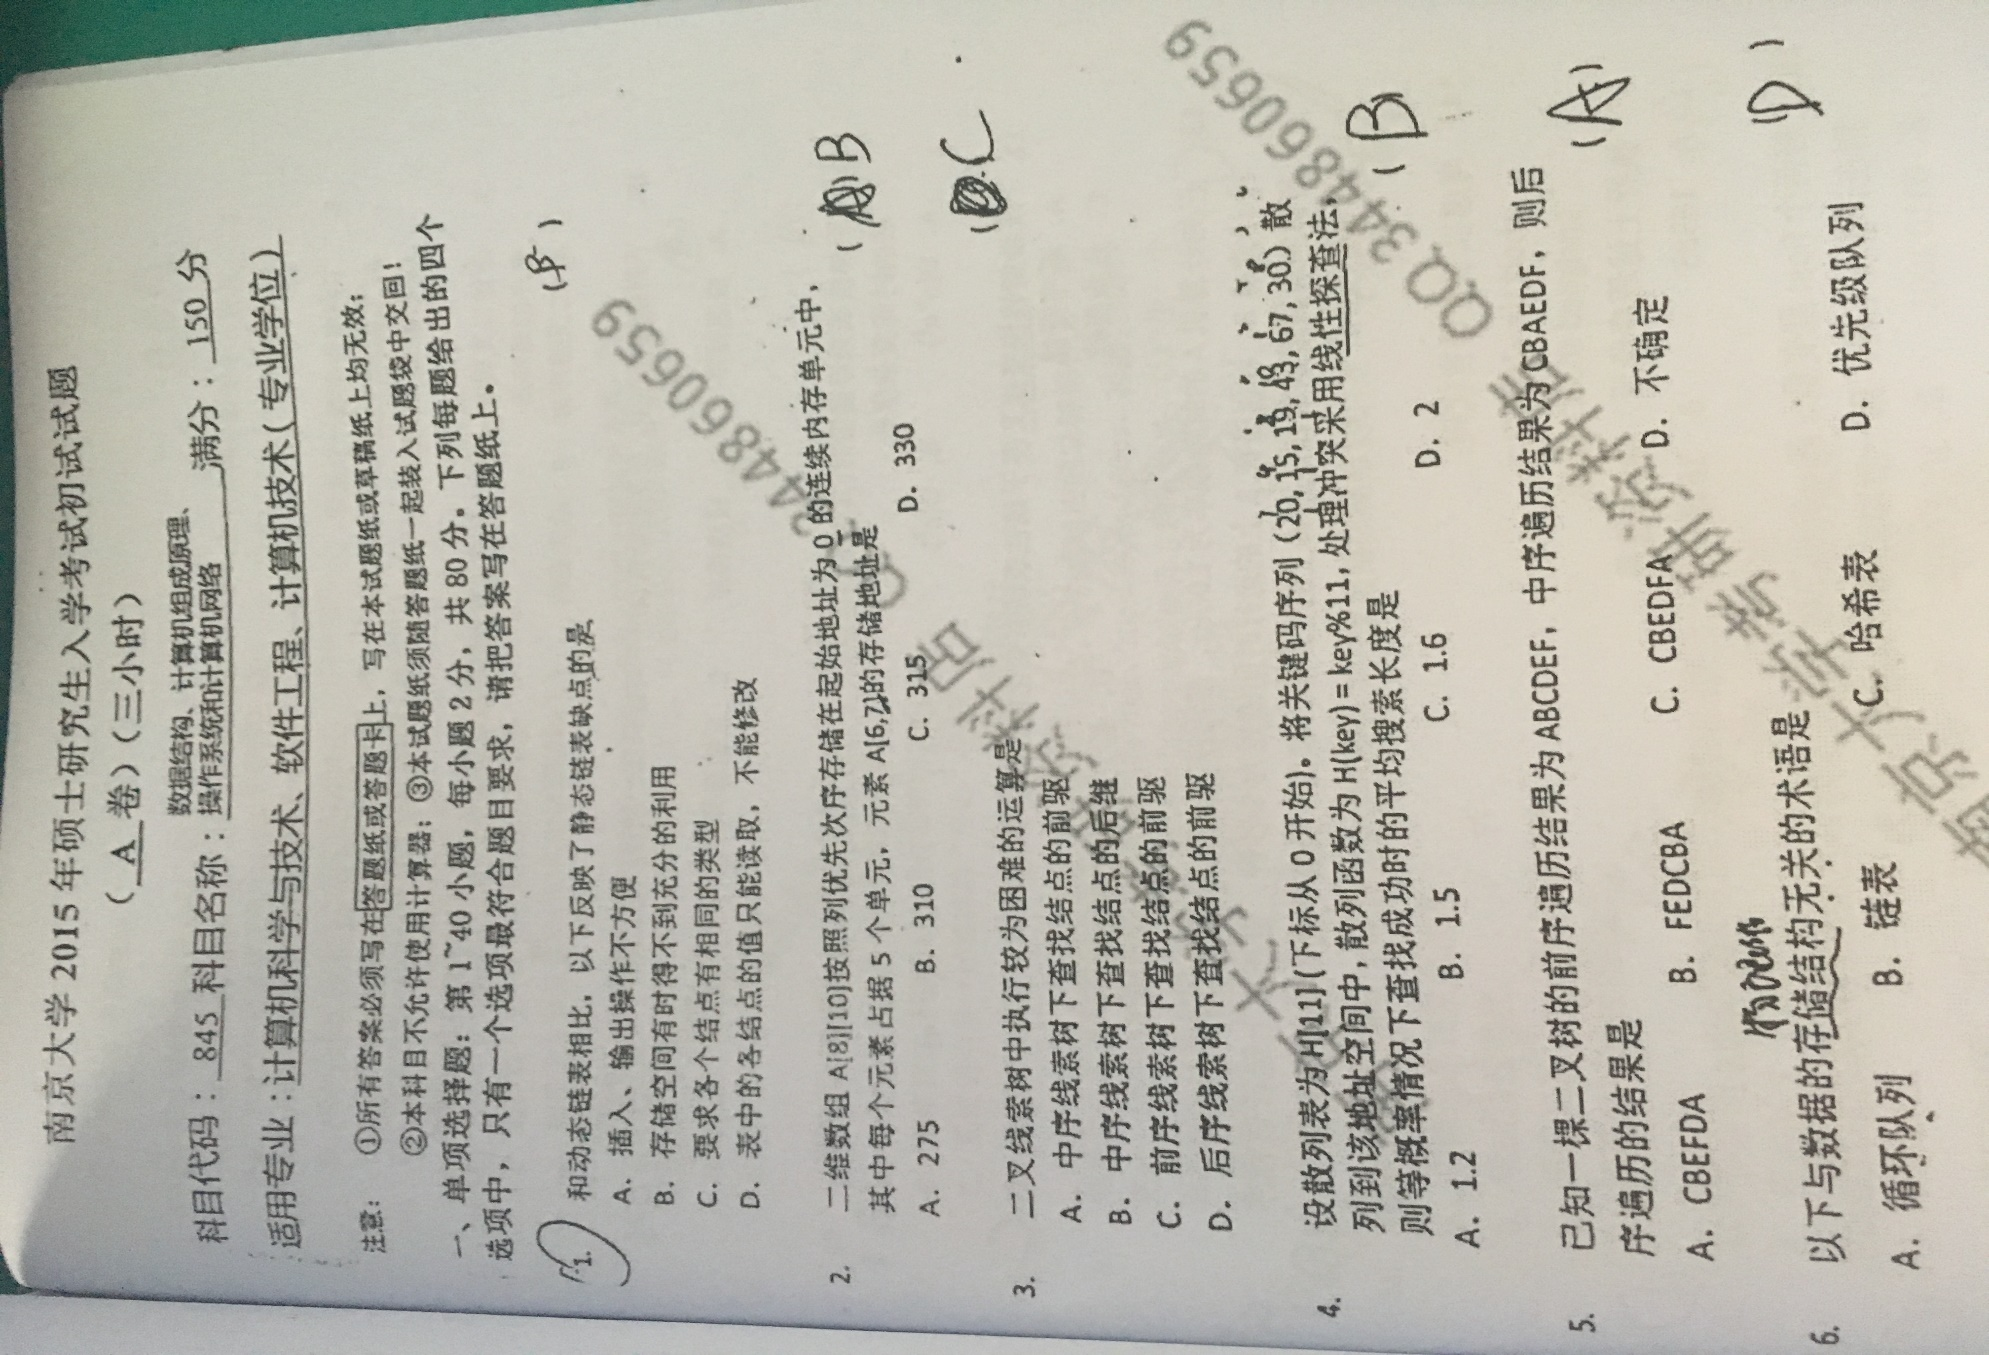 南京大学 2015 年硕士研究生入学考试初试试题
( A 卷)(三小时)
数据结构、计算机组成原理、
科目代码: 845 科目名称: 操作系统和计算机网络 满分: 150 分
适用专业: 计算机科学与技术、软件工程、计算机技术(专业学位)
注意: ①所有答案必须写在答题纸或答题卡上,写在本试题纸或草稿纸上均无效;
②本科目不允许使用计算器;③本试题纸须随答题纸一起装入试题袋中交回!
一、单项选择题:第 1~40 小题,每小题 2 分,共 80 分。下列每题给出的四个
选项中,只有一个选项最符合题目要求,请把答案写在答题纸上。
1. 和动态链表相比,以下反映了静态链表缺点的是 (B)
A. 插入、输出操作不方便
B. 存储空间有时得不到充分的利用
C. 要求各个结点有相同的类型
D. 表中的各结点的值只能读取,不能修改
2. 二维数组 A[8][10]按照列优先次序存储在起始地址为 0 的连续内存单元中,
其中每个元素占据 5 个单元,元素 A[6,7]的存储地址是 ( B
A. 275 B. 310 C. 315 D. 330
3. 二叉线索树中执行较为困难的运算是 ( C
A. 中序线索树下查找结点的前驱
B. 中序线索树下查找结点的后继
C. 前序线索树下查找结点的前驱
D. 后序线索树下查找结点的前驱
4. 设散列表为 H[11](下标从 0 开始)。将关键码序列(20,15,19,43,67,30)散
列到该地址空间中,散列函数为 H(key)=key%11,处理冲突采用线性探查法,
则等概率情况下查找成功时的平均搜索长度是 (B)
A. 1.2 B. 1.5 C. 1.6 D. 2
5. 已知一棵二叉树的前序遍历结果为 ABCDEF,中序遍历结果为 CBAEDF,则后
序遍历的结果是 (A)
A. CBEFDA B. FEDCBA C. CBEDFA D. 不确定
6. 以下与数据的存储结构无关的术语是 (D)
A. 循环队列 B. 链表 C. 哈希表 D. 优先级队列
南京大学考研资料店 QQ 344860659
南京大学考研资料店 QQ 344860659